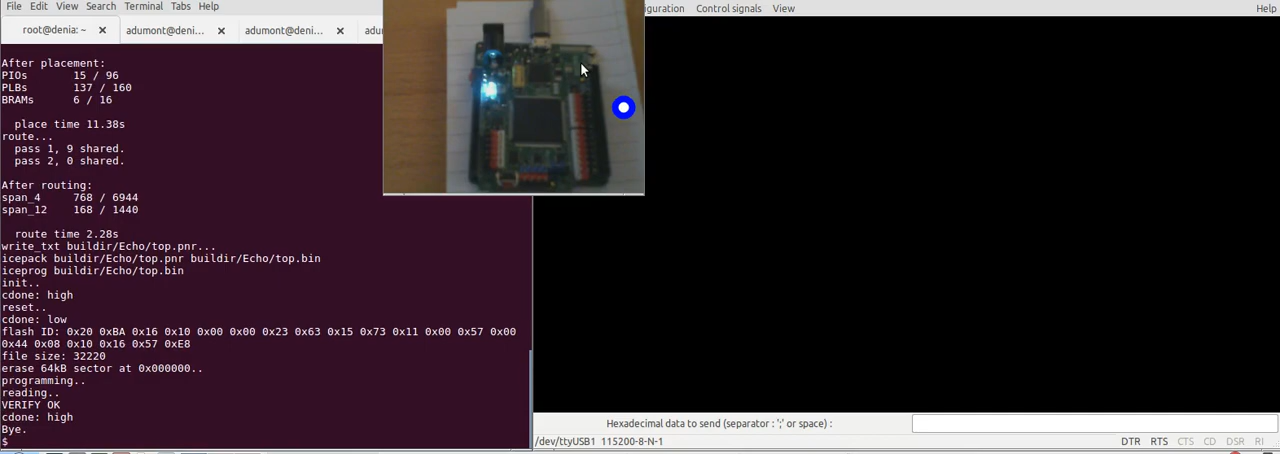 File Edit View Search Terminal Tabs Help
root@denia: ~ × adumont@deni... × adumont@deni... ×
After placement:
PIOs 15 / 96
PLBs 137 / 160
BRAMs 6 / 16
place time 11.38s
route...
pass 1, 9 shared.
pass 2, 0 shared.
After routing:
span_4 768 / 6944
span_12 168 / 1440
route time 2.28s
write_txt buildir/Echo/top.pnr...
icepack buildir/Echo/top.pnr buildir/Echo/top.bin
iceprog buildir/Echo/top.bin
init..
cdone: high
reset..
cdone: low
flash ID: 0x20 0xBA 0x16 0x10 0x00 0x00 0x23 0x63 0x15 0x73 0x11 0x00 0x57 0x00
0x44 0x08 0x10 0x16 0x57 0xE8
file size: 32220
erase 64kB sector at 0x000000..
programming..
reading..
VERIFY OK
cdone: high
Bye.
$
Control signals View Help
Hexadecimal data to send (separator : ';' or space) :
/dev/ttyUSB1 115200-8-N-1 DTR RTS CTS CD DSR RI